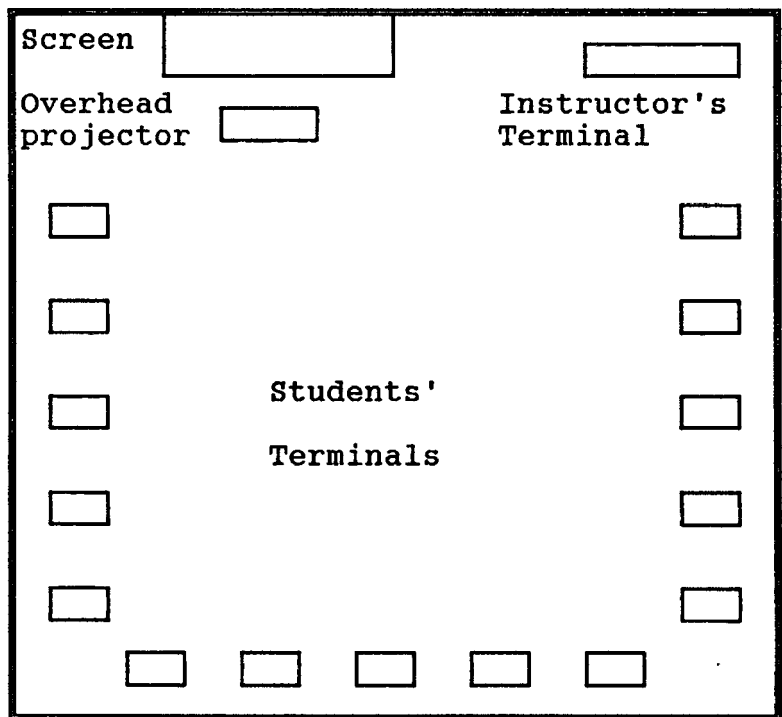 Screen
Overhead
projector
Instructor's
Terminal
Students'
Terminals